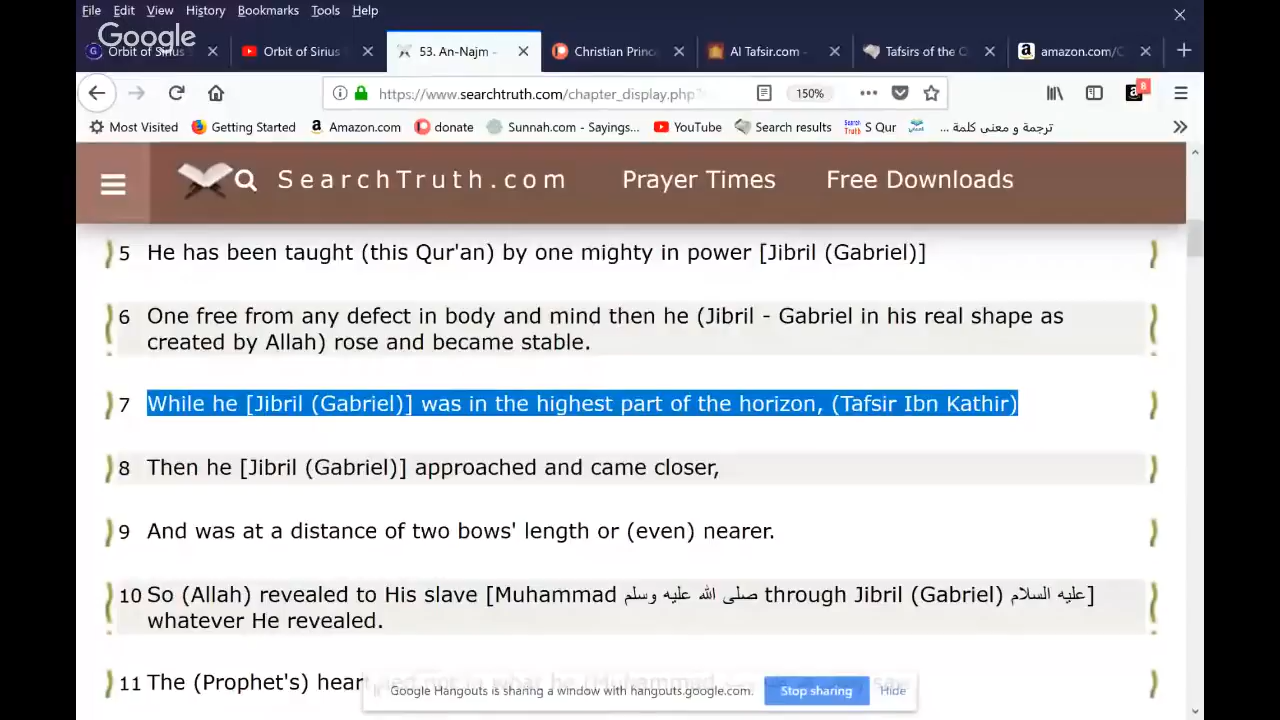 File Edit View History Bookmarks Tools Help
Google
Orbit of Sirius
Orbit of Sirius
53. An-Najm -
Christian Princ
Al Tafsir.com -
Tafsirs of the Q
amazon.com/C
https://www.searchtruth.com/chapter_display.php?
150%
8
Most Visited Getting Started Amazon.com donate Sunnah.com - Sayings... YouTube Search results S Qur ترجمة و معنى كلمة ...
SearchTruth.com Prayer Times Free Downloads
5 He has been taught (this Qur'an) by one mighty in power [Jibril (Gabriel)]
6 One free from any defect in body and mind then he (Jibril - Gabriel in his real shape as
created by Allah) rose and became stable.
7 While he [Jibril (Gabriel)] was in the highest part of the horizon, (Tafsir Ibn Kathir)
8 Then he [Jibril (Gabriel)] approached and came closer,
9 And was at a distance of two bows' length or (even) nearer.
10 So (Allah) revealed to His slave [Muhammad صلى الله عليه وسلم through Jibril (Gabriel) عليه السلام]
whatever He revealed.
11 The (Prophet's) heart
Google Hangouts is sharing a window with hangouts.google.com. Stop sharing Hide